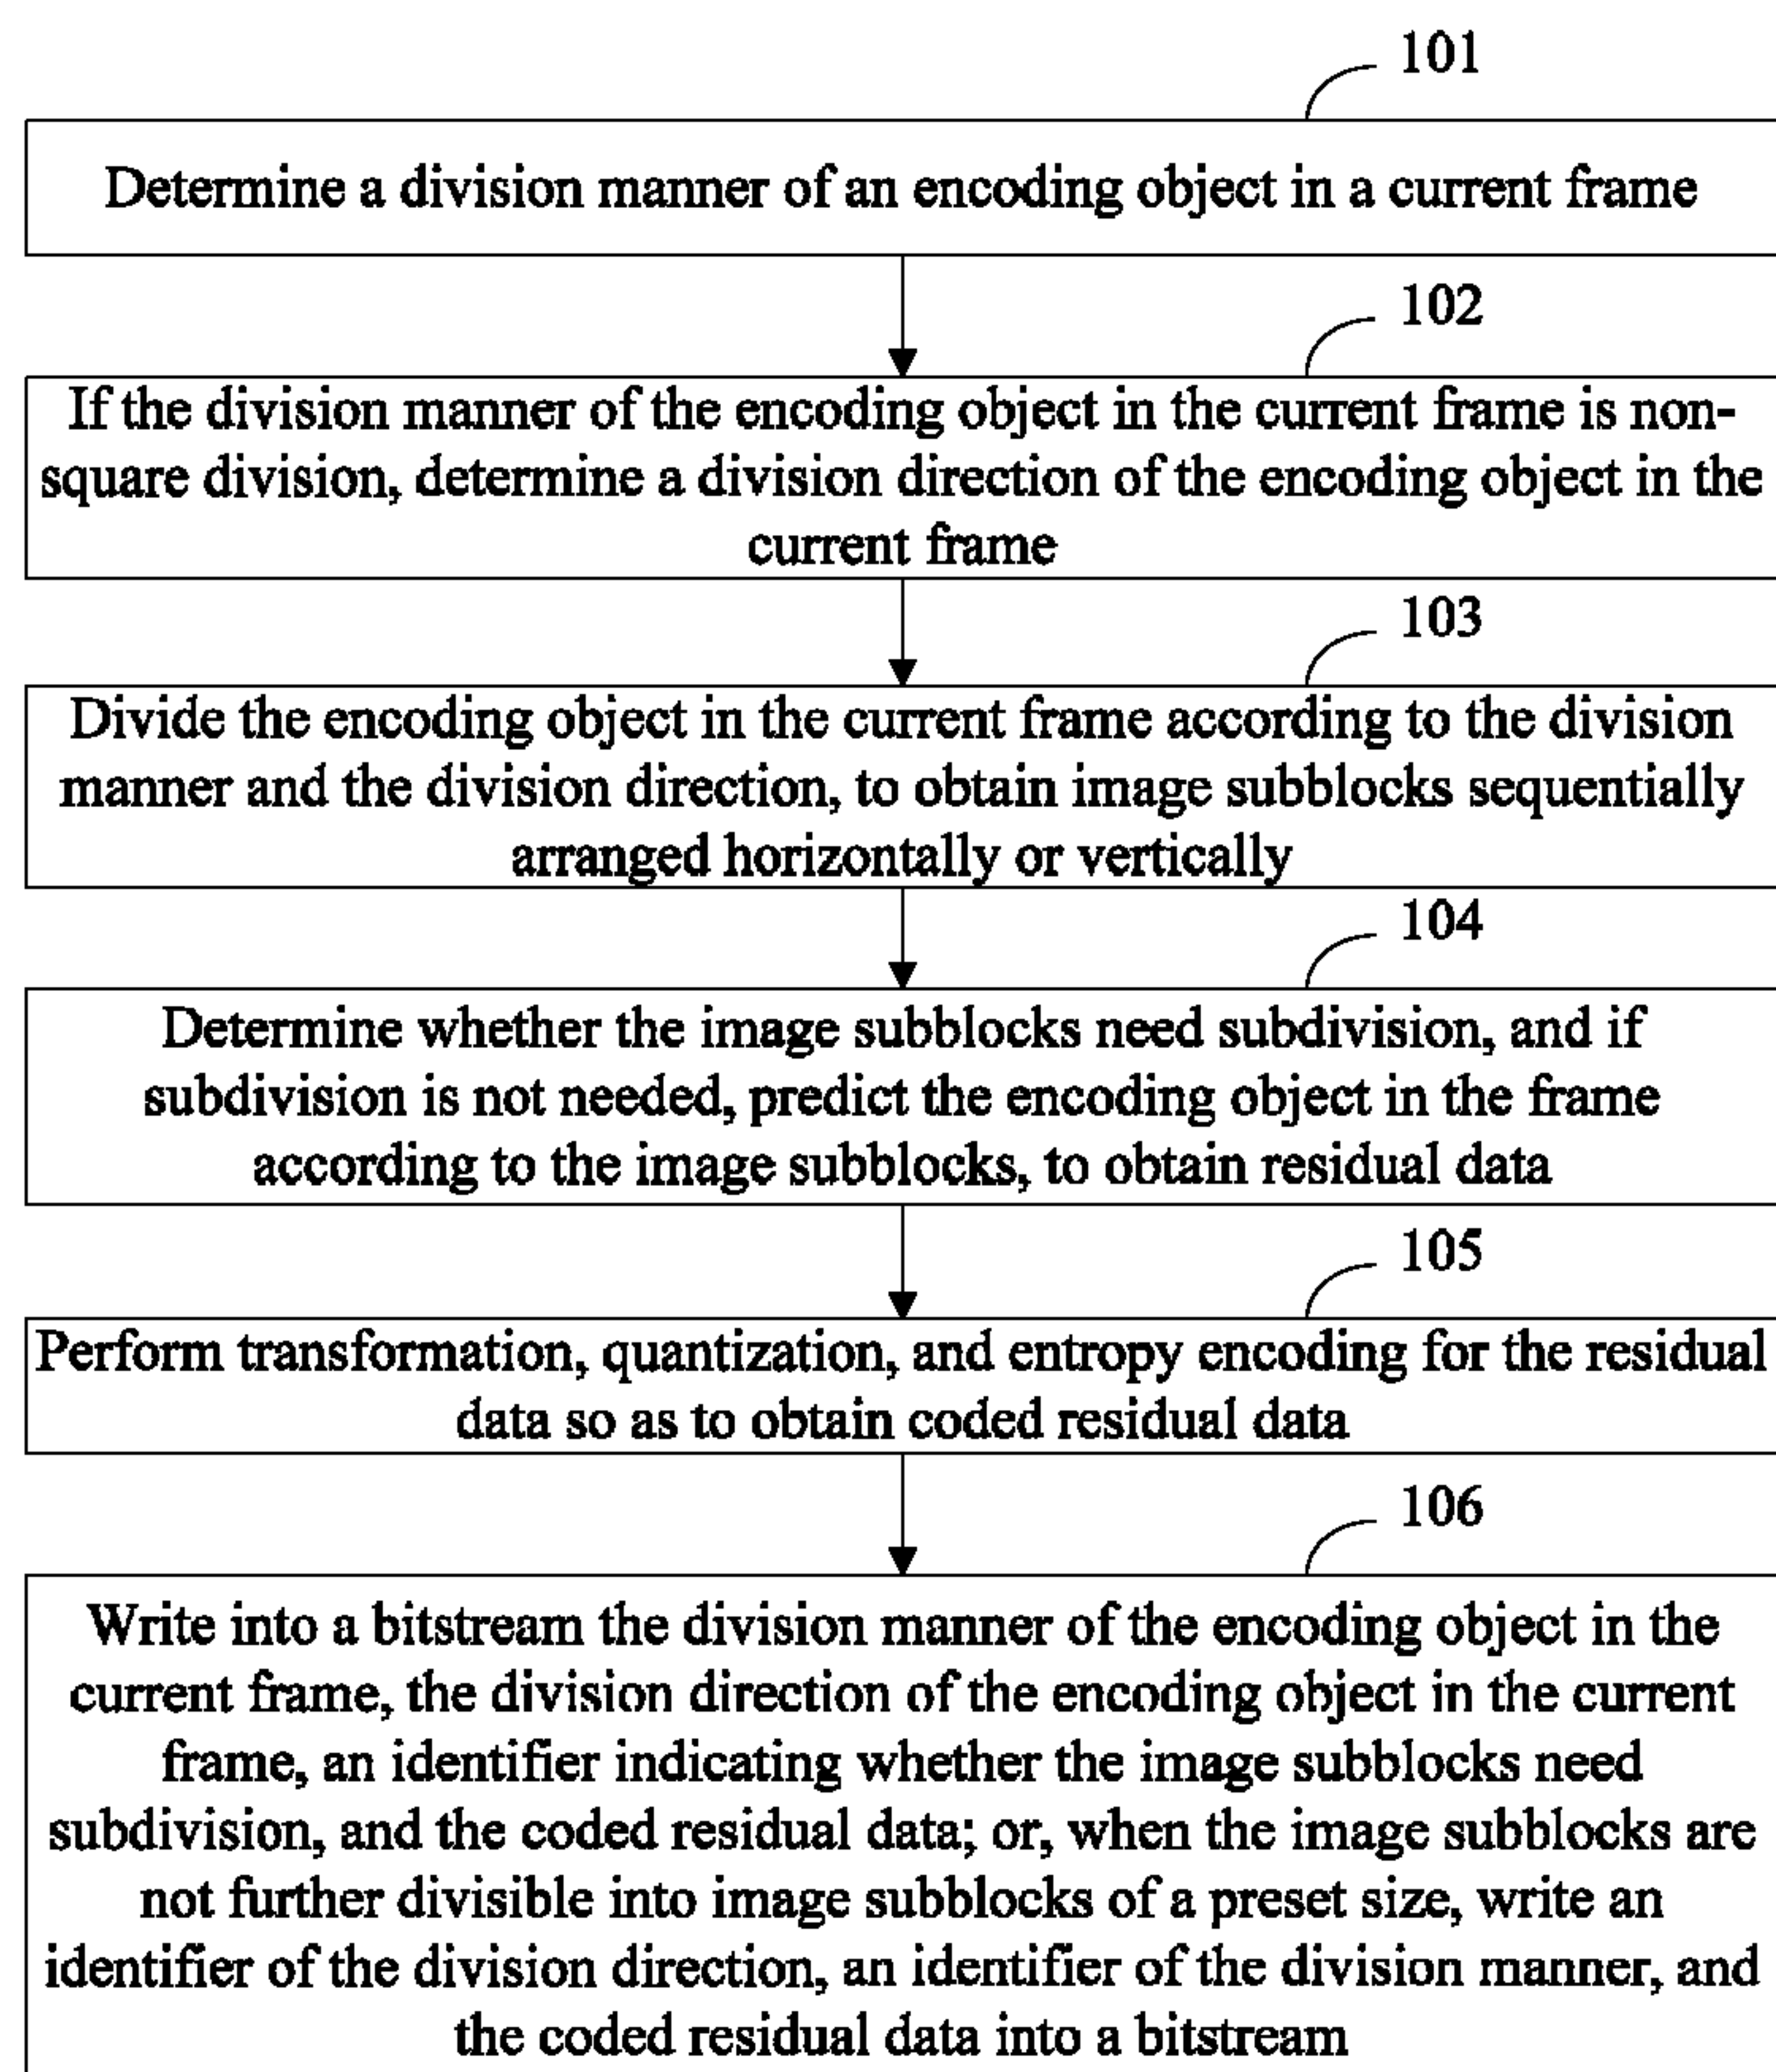 101
Determine a division manner of an encoding object in a current frame
102
If the division manner of the encoding object in the current frame is non-
square division, determine a division direction of the encoding object in the
current frame
103
Divide the encoding object in the current frame according to the division
manner and the division direction, to obtain image subblocks sequentially
arranged horizontally or vertically
104
Determine whether the image subblocks need subdivision, and if
subdivision is not needed, predict the encoding object in the frame
according to the image subblocks, to obtain residual data
105
Perform transformation, quantization, and entropy encoding for the residual
data so as to obtain coded residual data
106
Write into a bitstream the division manner of the encoding object in the
current frame, the division direction of the encoding object in the current
frame, an identifier indicating whether the image subblocks need
subdivision, and the coded residual data; or, when the image subblocks are
not further divisible into image subblocks of a preset size, write an
identifier of the division direction, an identifier of the division manner, and
the coded residual data into a bitstream